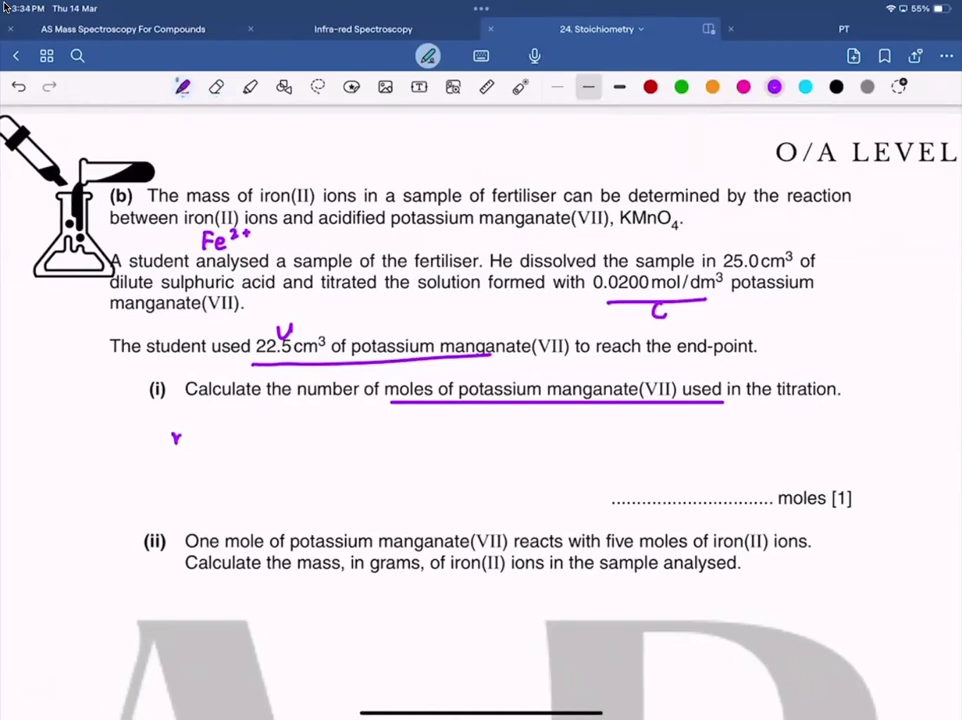 3:34 PM Thu 14 Mar
55%
AS Mass Spectroscopy For Compounds
Infra-red Spectroscopy
24. Stoichiometry
PT
O/A LEVEL
(b) The mass of iron(II) ions in a sample of fertiliser can be determined by the reaction
between iron(II) ions and acidified potassium manganate(VII), KMnO₄.
Fe²⁺
A student analysed a sample of the fertiliser. He dissolved the sample in 25.0 cm³ of
dilute sulphuric acid and titrated the solution formed with 0.0200 mol/dm³ potassium
manganate(VII).
C
V
The student used 22.5 cm³ of potassium manganate(VII) to reach the end-point.
(i) Calculate the number of moles of potassium manganate(VII) used in the titration.
................................ moles [1]
(ii) One mole of potassium manganate(VII) reacts with five moles of iron(II) ions.
Calculate the mass, in grams, of iron(II) ions in the sample analysed.